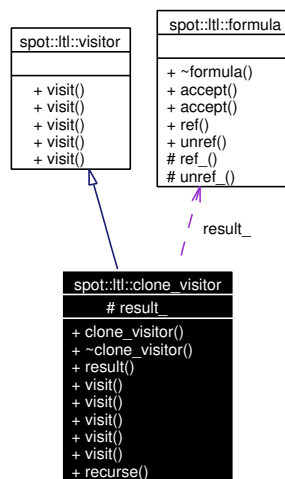 spot::ltl::visitor
+ visit()
+ visit()
+ visit()
+ visit()
+ visit()
spot::ltl::formula
+ ~formula()
+ accept()
+ accept()
+ ref()
+ unref()
# ref_()
# unref_()
result_
spot::ltl::clone_visitor
# result_
+ clone_visitor()
+ ~clone_visitor()
+ result()
+ visit()
+ visit()
+ visit()
+ visit()
+ visit()
+ recurse()